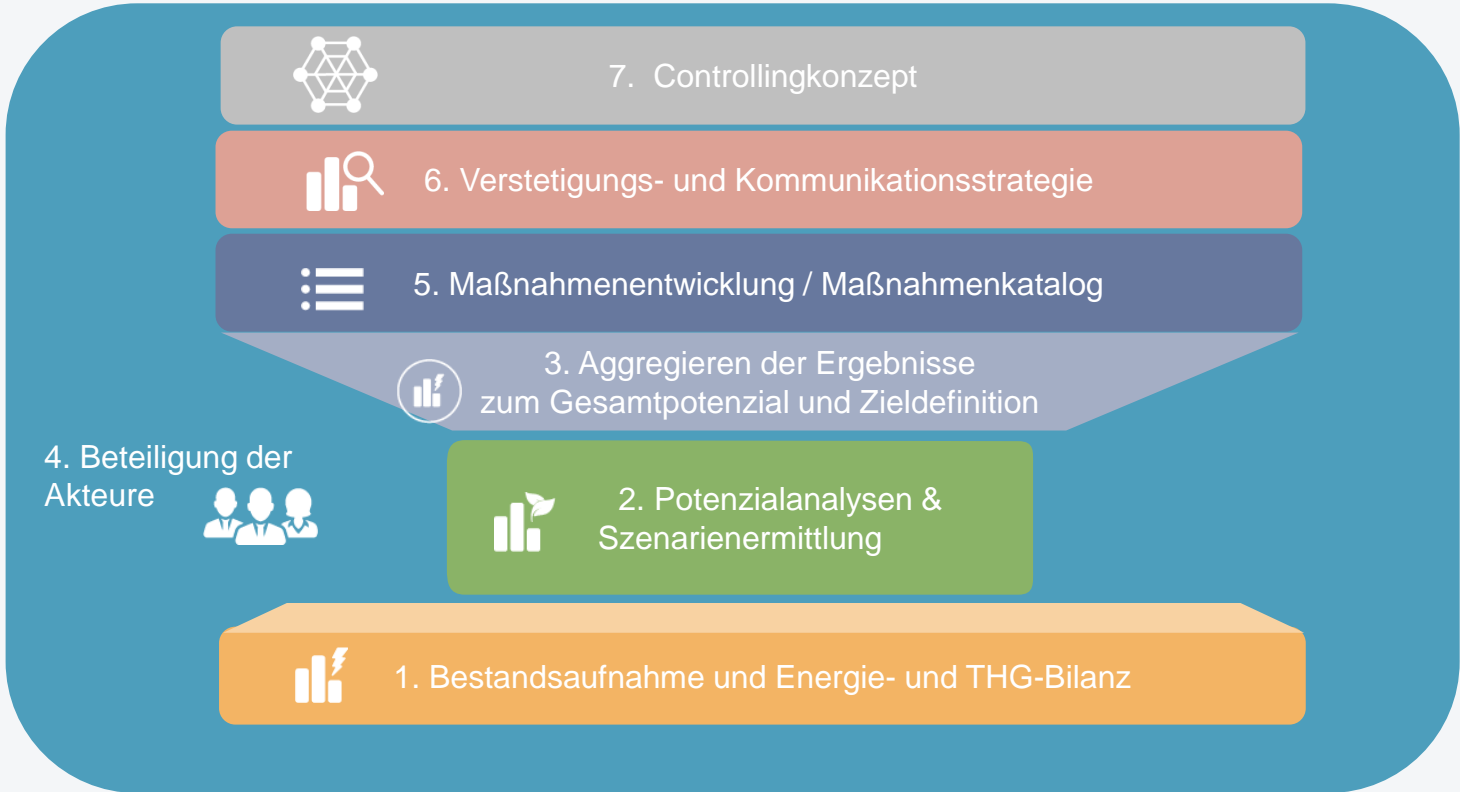 7. Controllingkonzept
6. Verstetigungs- und Kommunikationsstrategie
5. Maßnahmenentwicklung / Maßnahmenkatalog
3. Aggregieren der Ergebnisse
zum Gesamtpotenzial und Zieldefinition
4. Beteiligung der
Akteure
2. Potenzialanalysen &
Szenarienermittlung
1. Bestandsaufnahme und Energie- und THG-Bilanz